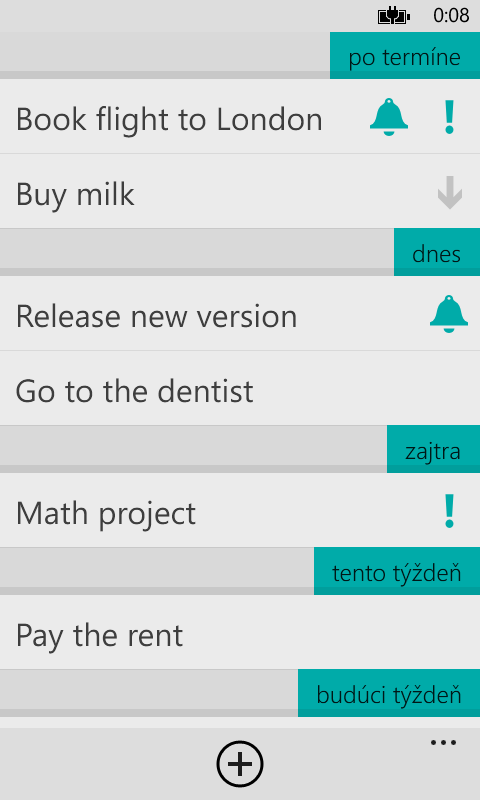 0:08
po termíne
Book flight to London
Buy milk
dnes
Release new version
Go to the dentist
zajtra
Math project
tento týždeň
Pay the rent
budúci týždeň